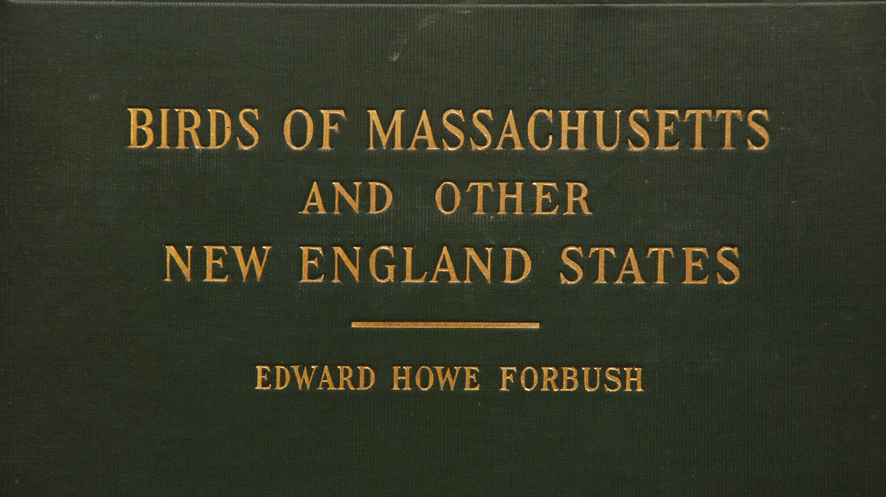 BIRDS OF MASSACHUSETTS
AND OTHER
NEW ENGLAND STATES
EDWARD HOWE FORBUSH